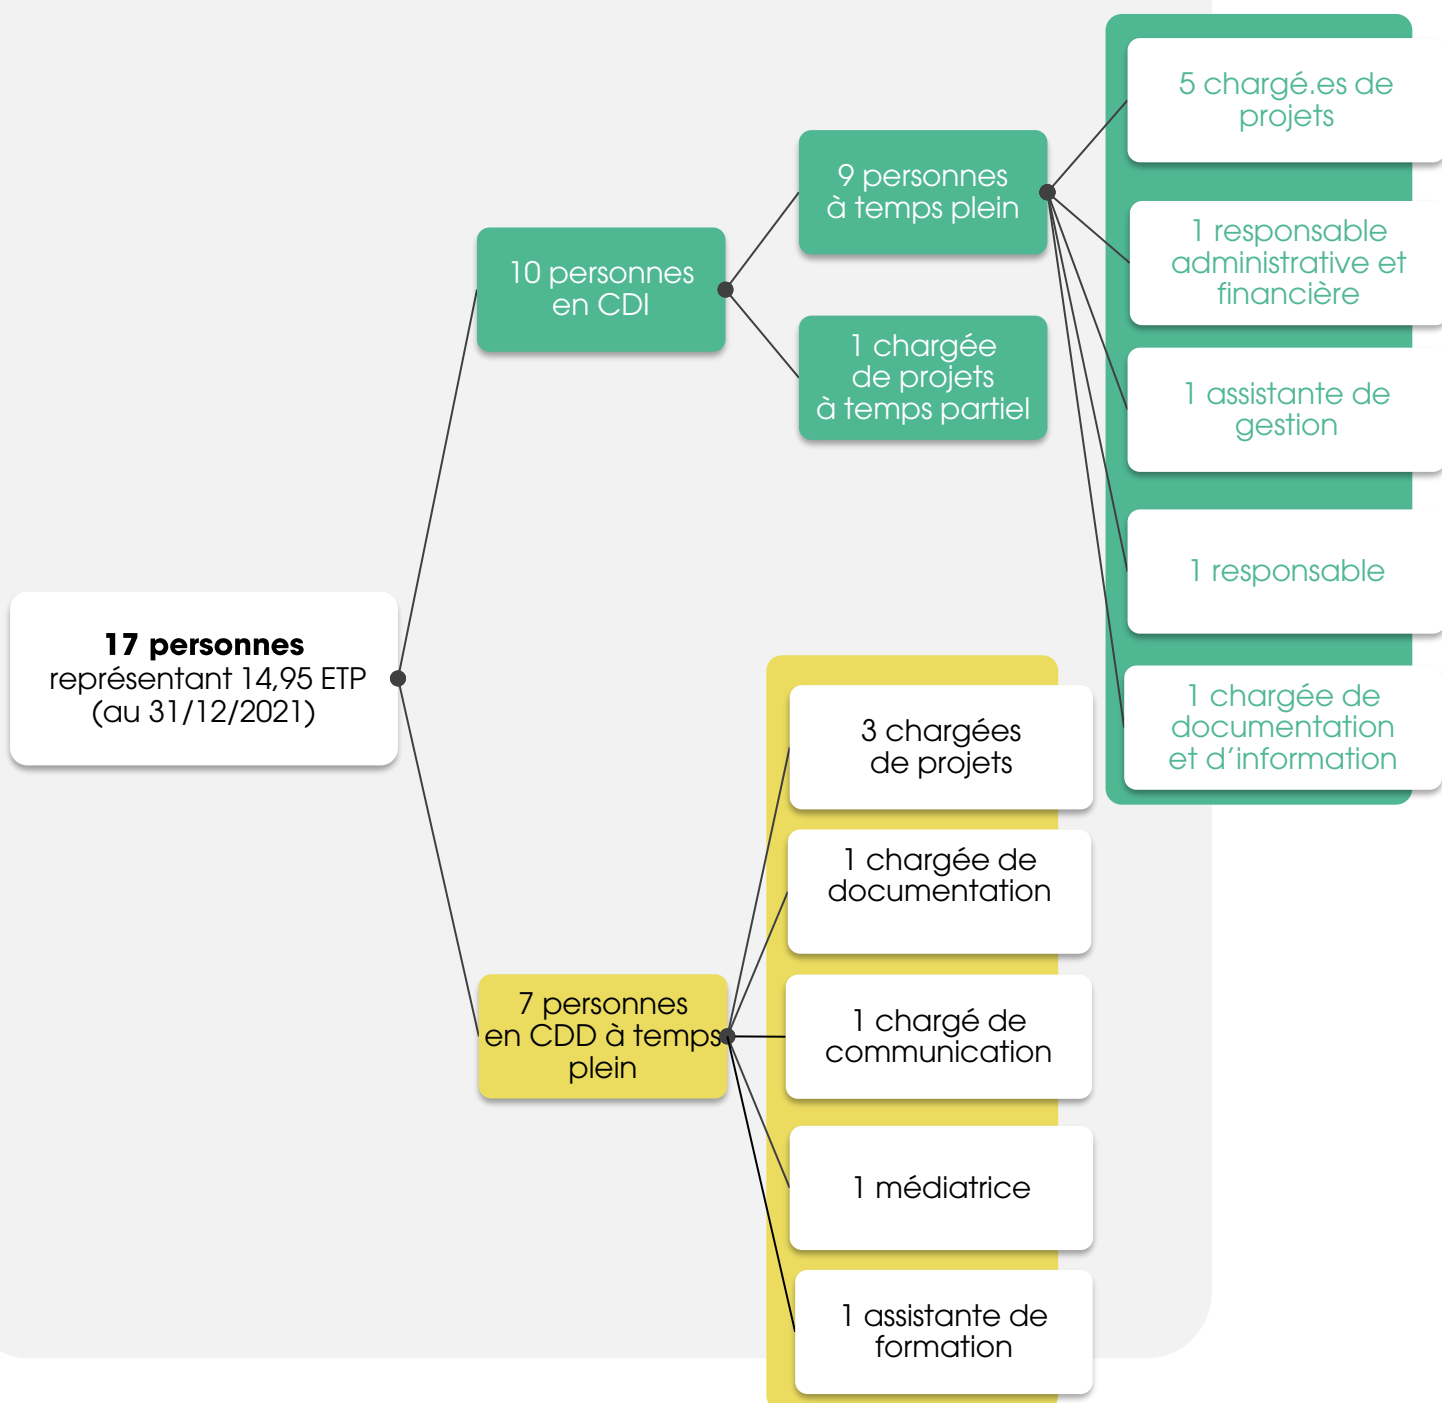 17 personnes
représentant 14,95 ETP
(au 31/12/2021)
10 personnes
en CDI
9 personnes
à temps plein
5 chargé.es de
projets
1 responsable
administrative et
financière
1 assistante de
gestion
1 responsable
1 chargée de
documentation
et d’information
1 chargée
de projets
à temps partiel
7 personnes
en CDD à temps
plein
3 chargées
de projets
1 chargée de
documentation
1 chargé de
communication
1 médiatrice
1 assistante de
formation